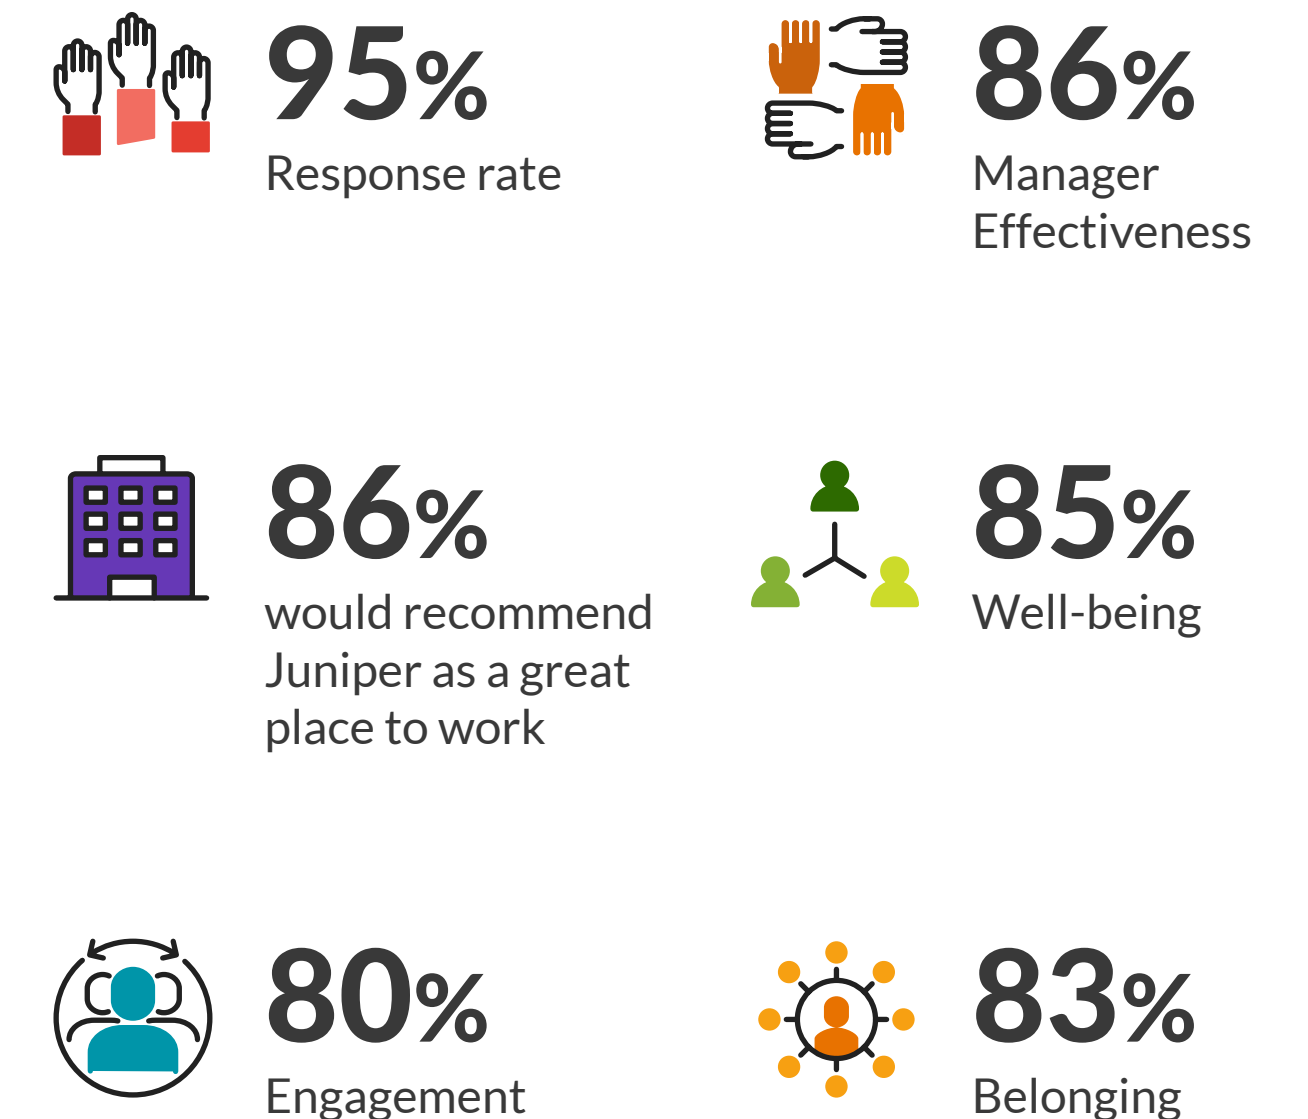 95%
Response rate
86%
Manager
Effectiveness
86%
would recommend
Juniper as a great
place to work
85%
Well-being
80%
Engagement
83%
Belonging